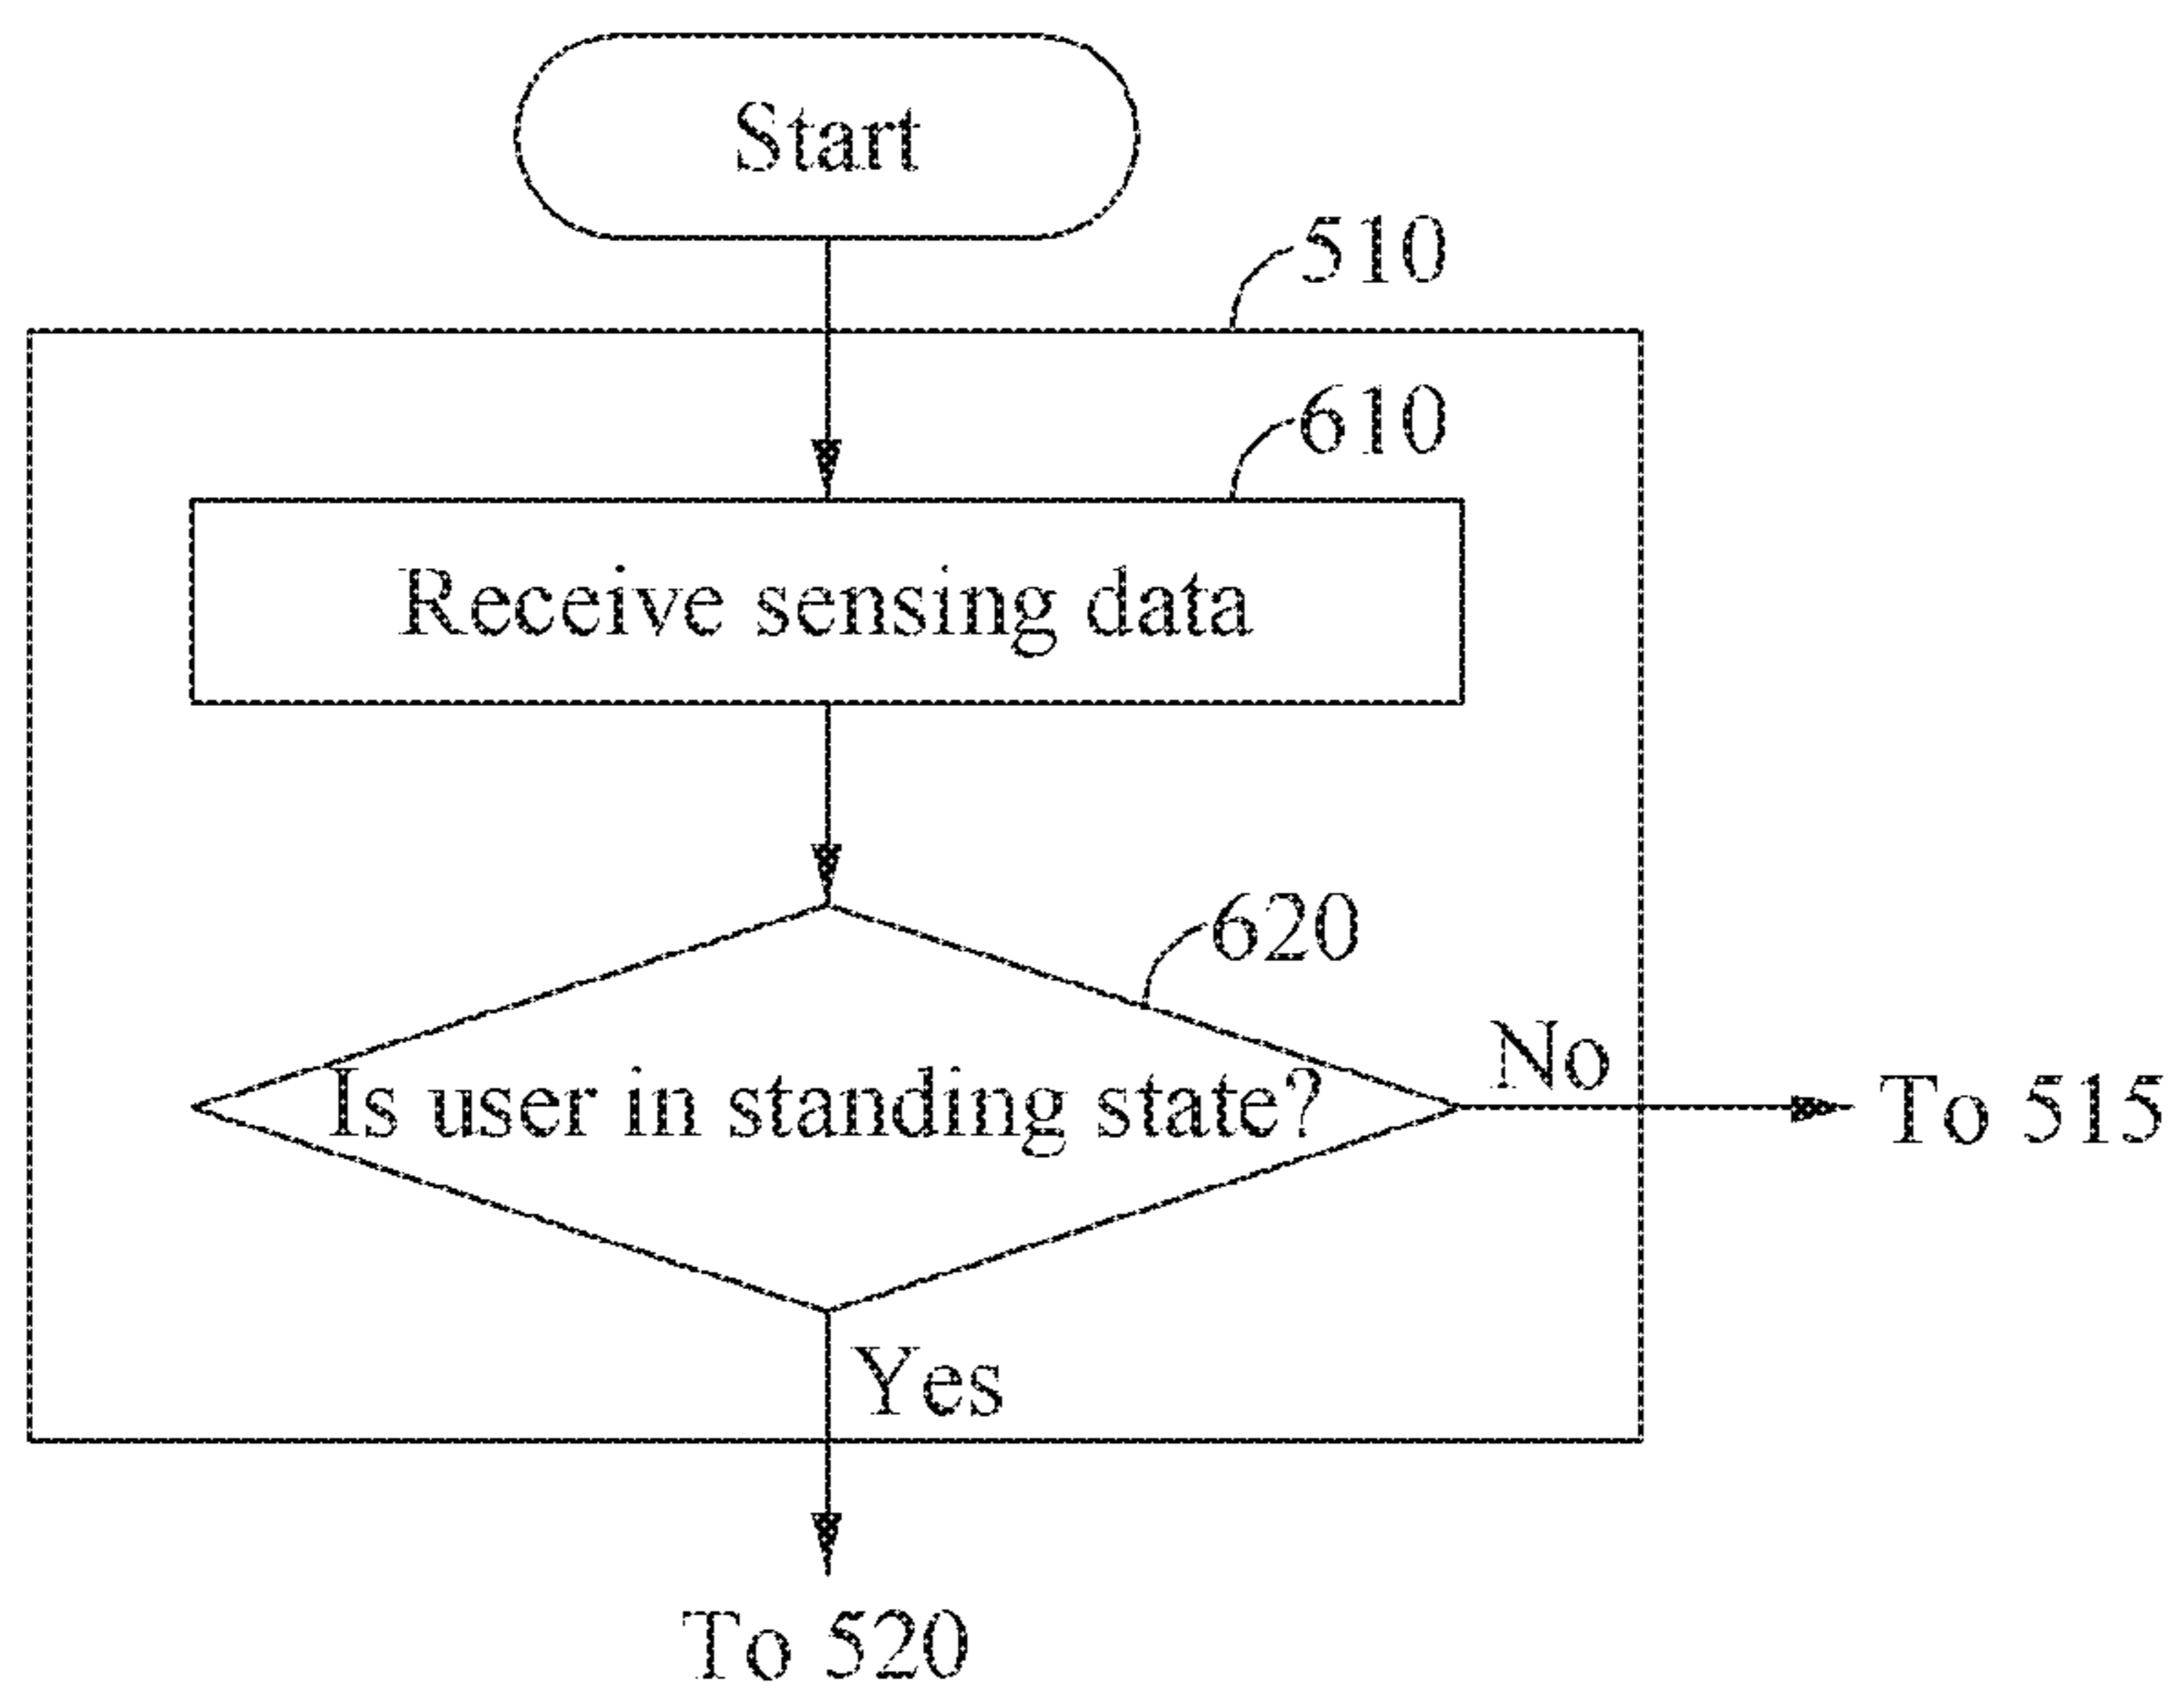 Start
510
610
Receive sensing data
620
No
Is user in standing state?
To 515
Yes
To 520